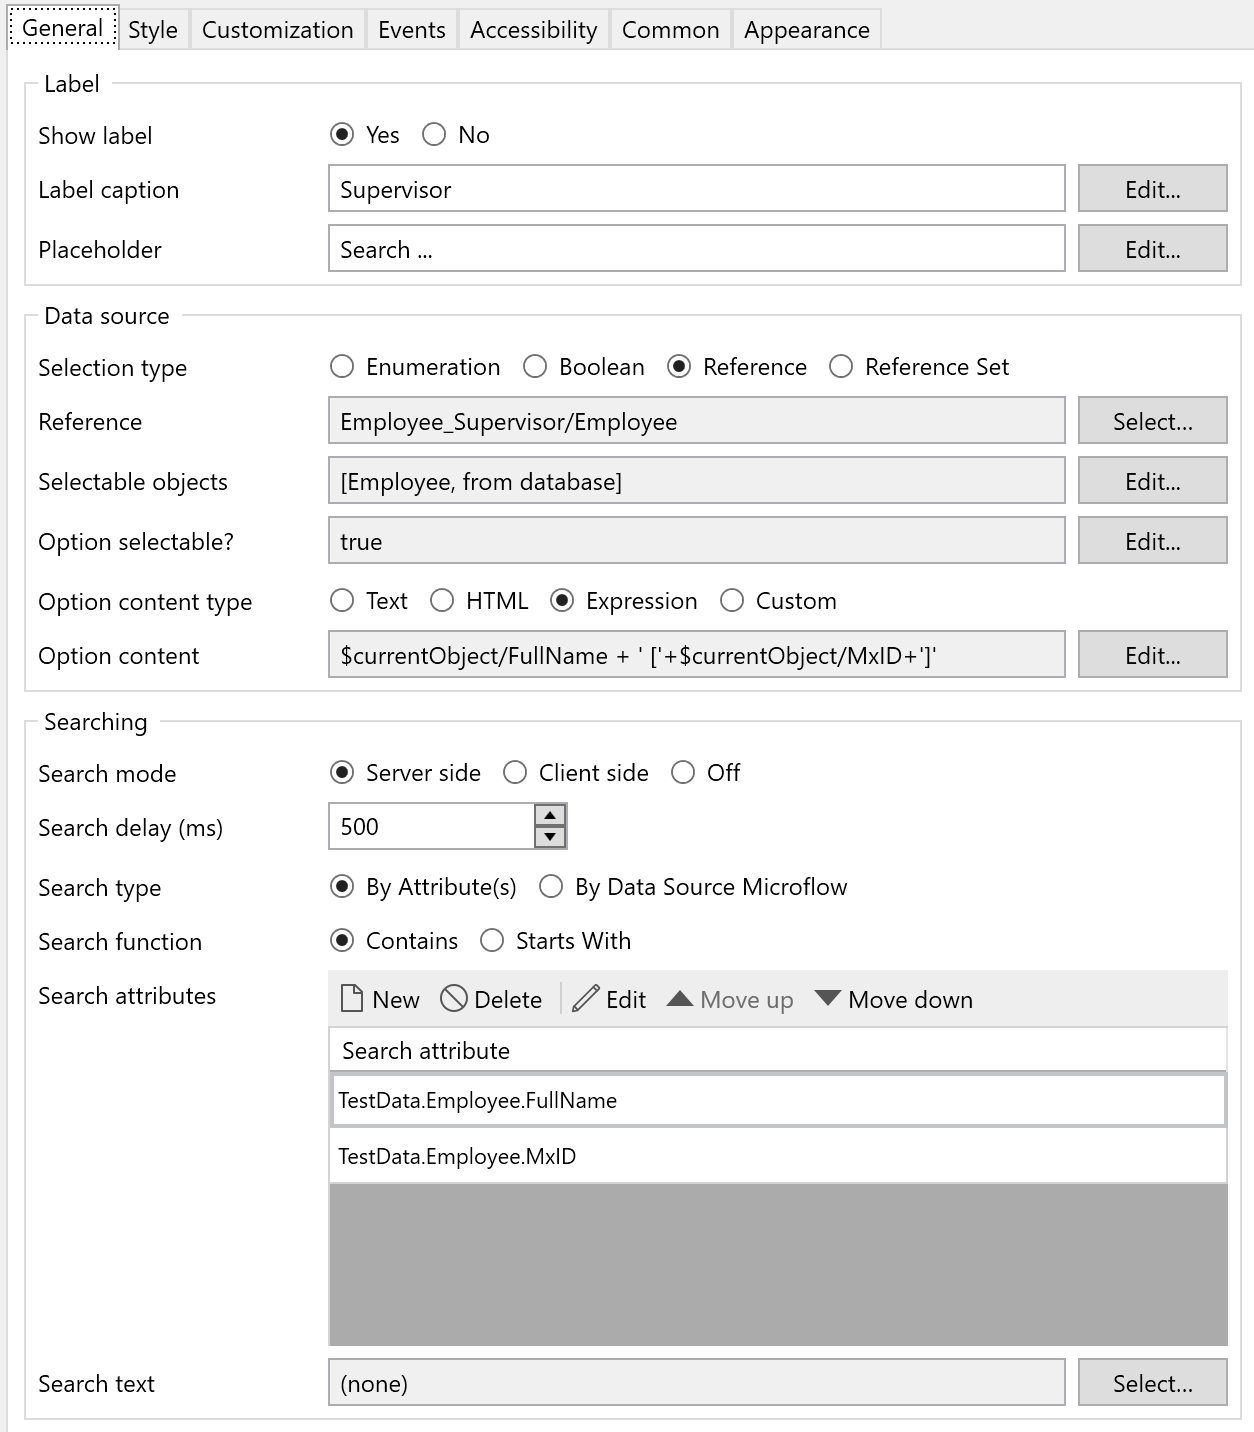 General Style Customization Events Accessibility Common Appearance
Label
Show label Yes No
Label caption Supervisor Edit...
Placeholder Search ... Edit...
Data source
Selection type Enumeration Boolean Reference Reference Set
Reference Employee_Supervisor/Employee Select...
Selectable objects [Employee, from database] Edit...
Option selectable? true Edit...
Option content type Text HTML Expression Custom
Option content $currentObject/FullName + ' ['+$currentObject/MxID+']' Edit...
Searching
Search mode Server side Client side Off
Search delay (ms) 500
Search type By Attribute(s) By Data Source Microflow
Search function Contains Starts With
Search attributes New Delete Edit Move up Move down
Search attribute
TestData.Employee.FullName
TestData.Employee.MxID
Search text (none) Select...